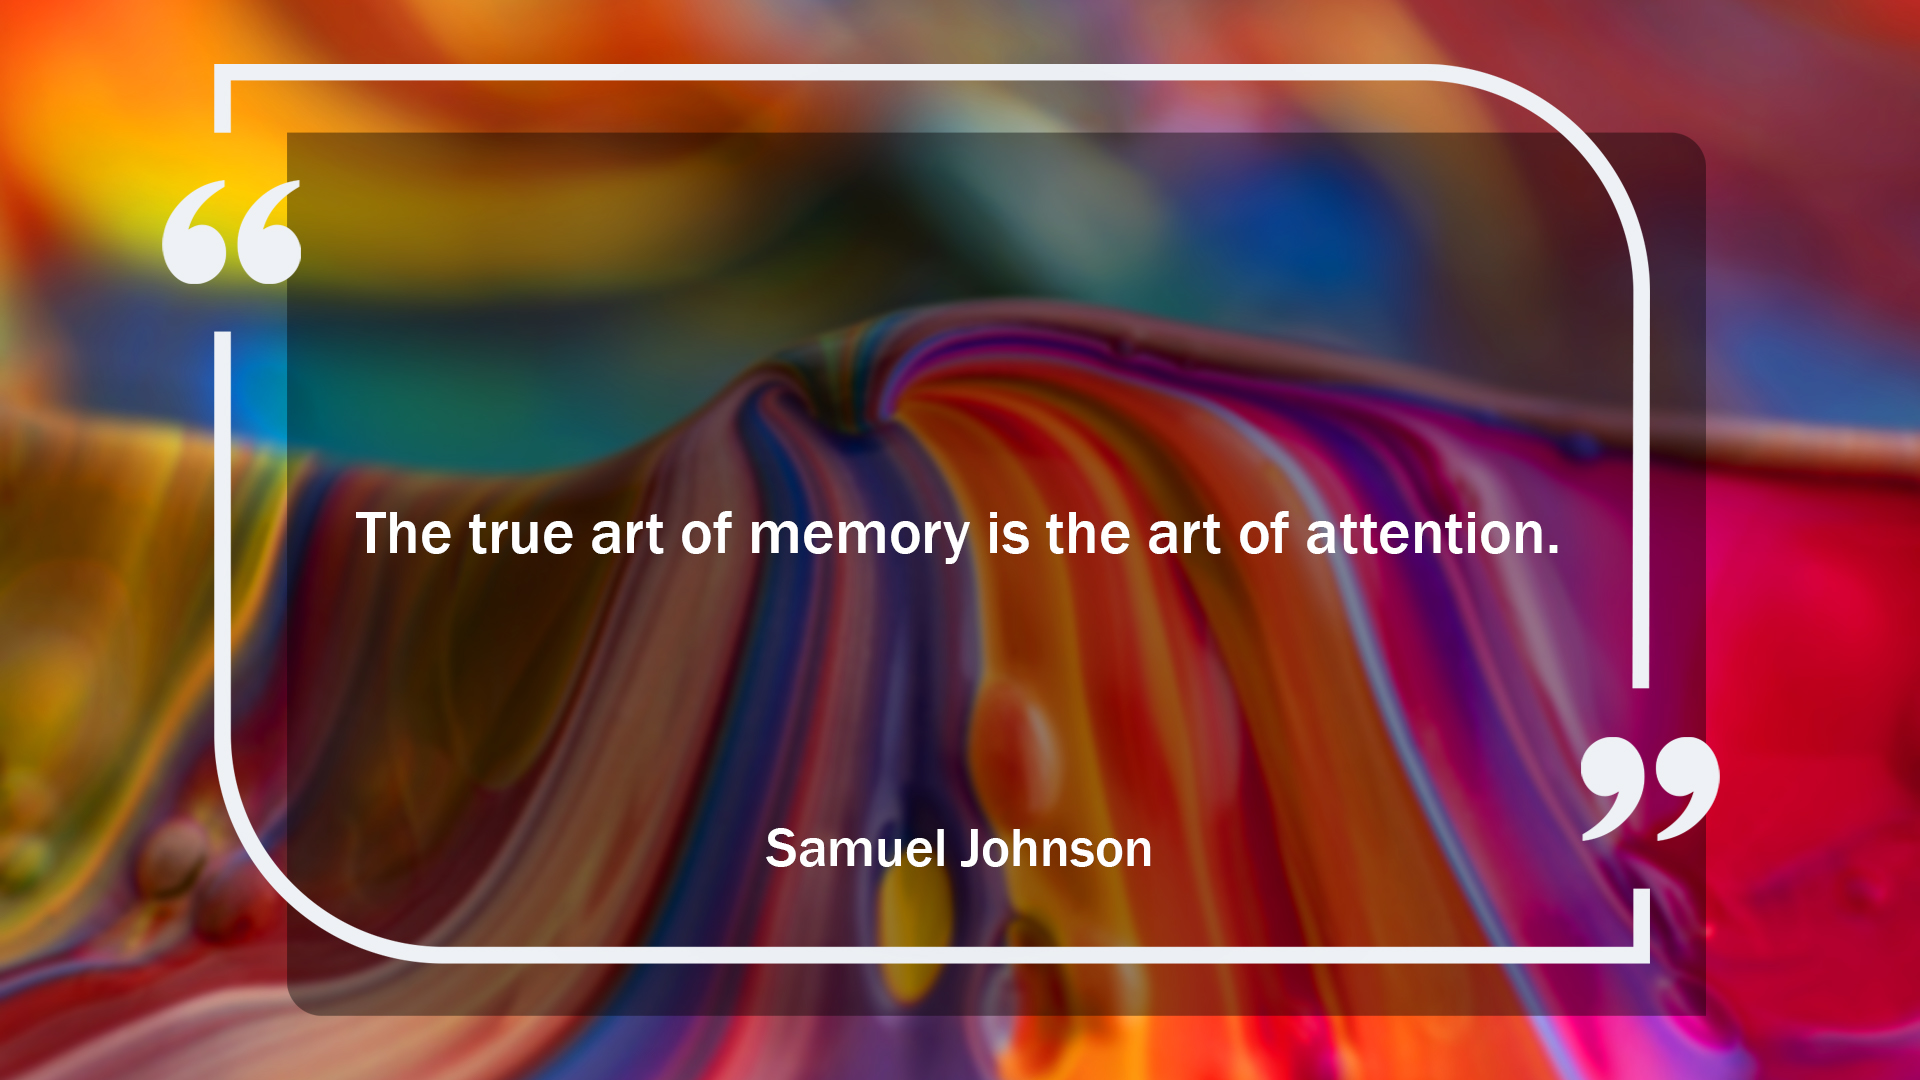 “
The true art of memory is the art of attention.
Samuel Johnson
”